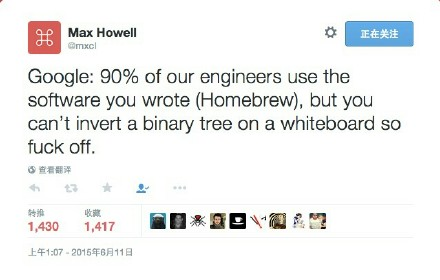 Max Howell
@mxcl
正在关注
Google: 90% of our engineers use the
software you wrote (Homebrew), but you
can't invert a binary tree on a whiteboard so
fuck off.
查看翻译
转推
收藏
1,430
1,417
上午1:07 - 2015年6月11日